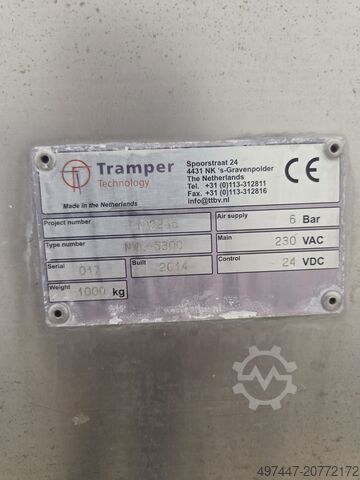 Tramper
Technology
Spoorstraat 24
4431 NK 's-Gravenpolder
The Netherlands
Tel. +31 (0)113-312811
Fax. +31 (0)113-312816
info@ttbv.nl
CE
Made in the Netherlands
Project number
Air supply 6 Bar
Type number
Main 230 VAC
Serial 017 Built 2014
Control 24 VDC
Weight 1000 kg
497447-20772172